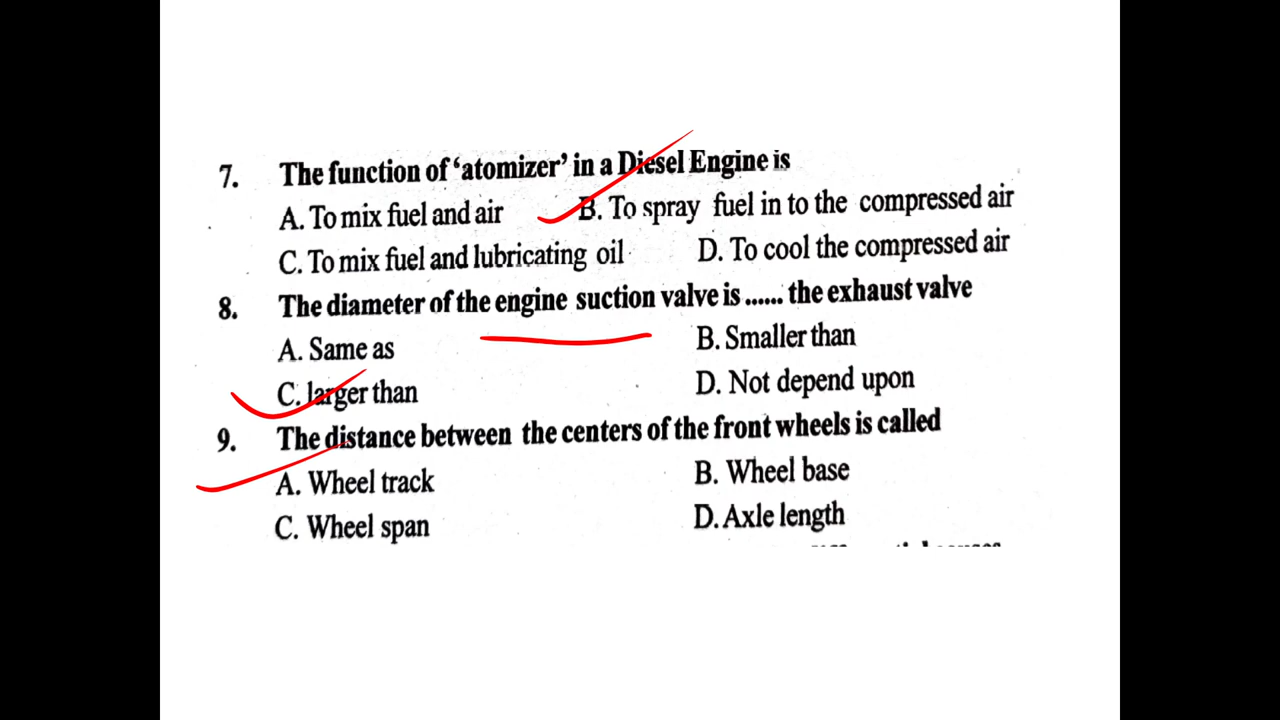 7. The function of ‘atomizer’ in a Diesel Engine is
A. To mix fuel and air B. To spray fuel in to the compressed air
C. To mix fuel and lubricating oil D. To cool the compressed air
8. The diameter of the engine suction valve is ...... the exhaust valve
A. Same as B. Smaller than
C. larger than D. Not depend upon
9. The distance between the centers of the front wheels is called
A. Wheel track B. Wheel base
C. Wheel span D. Axle length